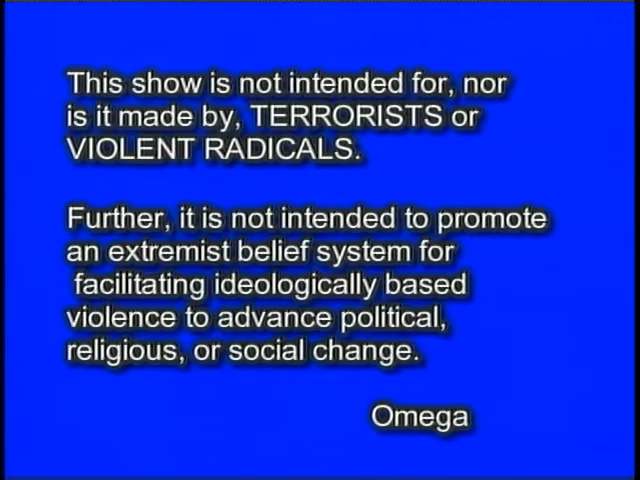 This show is not intended for, nor
is it made by, TERRORISTS or
VIOLENT RADICALS.
Further, it is not intended to promote
an extremist belief system for
facilitating ideologically based
violence to advance political,
religious, or social change.
Omega